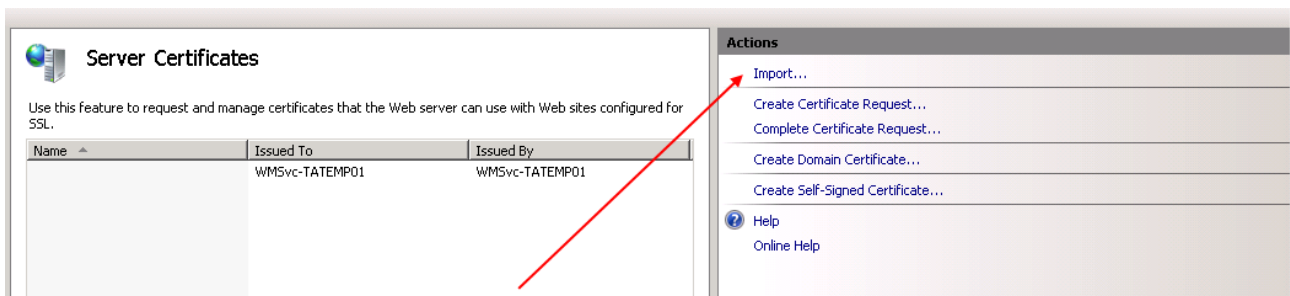 Server Certificates
Use this feature to request and manage certificates that the Web server can use with Web sites configured for
SSL.
Name Issued To Issued By
WMSvc-TATEMP01 WMSvc-TATEMP01
Actions
Import...
Create Certificate Request...
Complete Certificate Request...
Create Domain Certificate...
Create Self-Signed Certificate...
? Help
Online Help